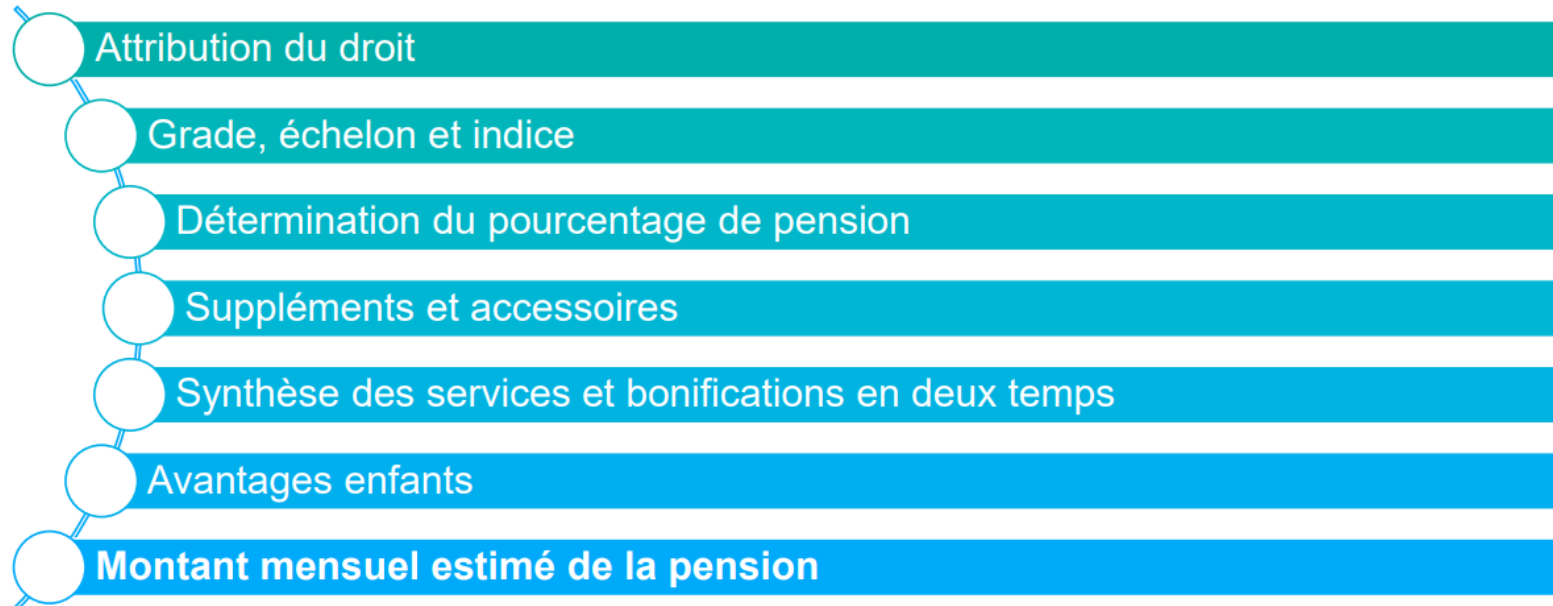 Attribution du droit
Grade, échelon et indice
Détermination du pourcentage de pension
Suppléments et accessoires
Synthèse des services et bonifications en deux temps
Avantages enfants
Montant mensuel estimé de la pension